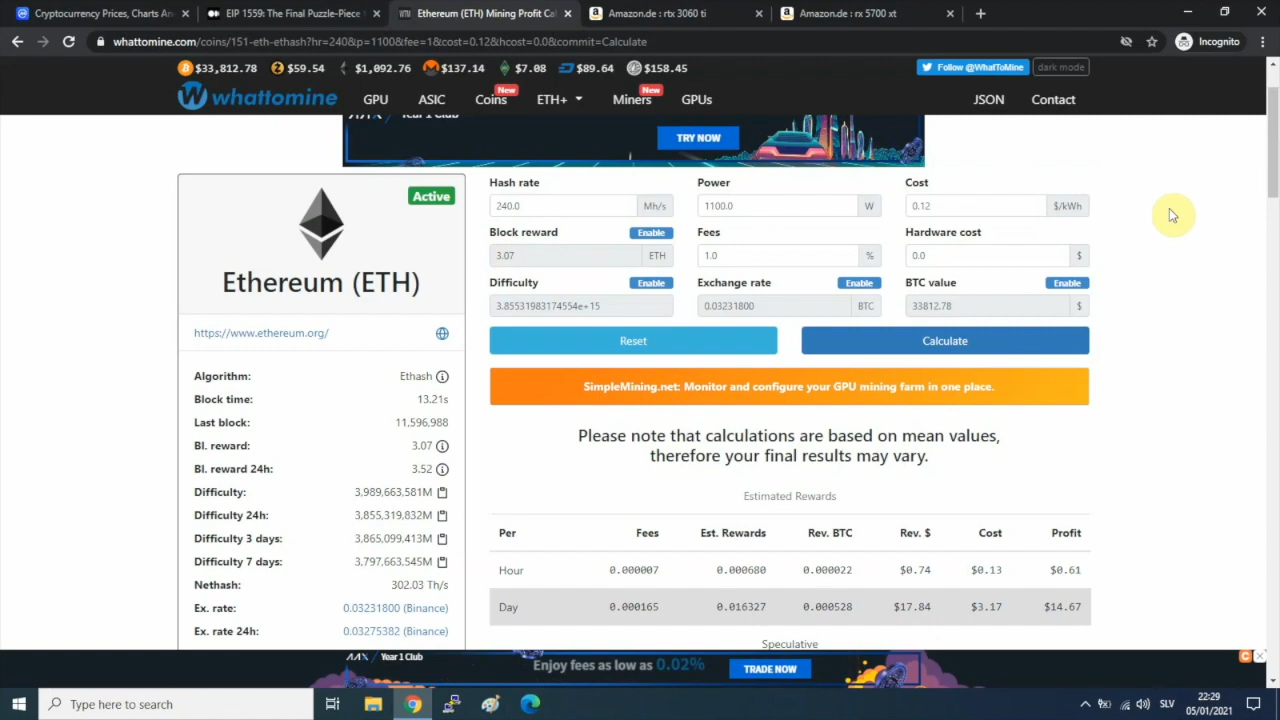 Cryptocurrency Prices, Charts An
EIP 1559: The Final Puzzle-Piece
Ethereum (ETH) Mining Profit Cal
Amazon.de : rtx 3060 ti
Amazon.de : rx 5700 xt
whattomine.com/coins/151-eth-ethash?hr=240&p=1100&fee=1&cost=0.12&hcost=0.0&commit=Calculate
Incognito
$33,812.78 $59.54 $1,092.76 $137.14 $7.08 $89.64 $158.45
Follow @WhatToMine
dark mode
whattomine
GPU ASIC Coins New ETH+ Miners New GPUs
JSON Contact
Year 1 Club
TRY NOW
Active
Ethereum (ETH)
https://www.ethereum.org/
Algorithm: Ethash
Block time: 13.21s
Last block: 11,596,988
Bl. reward: 3.07
Bl. reward 24h: 3.52
Difficulty: 3,989,663,581M
Difficulty 24h: 3,855,319,832M
Difficulty 3 days: 3,865,099,413M
Difficulty 7 days: 3,797,663,545M
Nethash: 302.03 Th/s
Ex. rate: 0.03231800 (Binance)
Ex. rate 24h: 0.03275382 (Binance)
Hash rate Power Cost
240.0 Mh/s 1100.0 W 0.12 $/kWh
Block reward Enable Fees Hardware cost
3.07 ETH 1.0 % 0.0 $
Difficulty Enable Exchange rate Enable BTC value Enable
3.85531983174554e+15 0.03231800 BTC 33812.78 $
Reset Calculate
SimpleMining.net: Monitor and configure your GPU mining farm in one place.
Please note that calculations are based on mean values,
therefore your final results may vary.
Estimated Rewards
Per Fees Est. Rewards Rev. BTC Rev. $ Cost Profit
Hour 0.000007 0.000680 0.000022 $0.74 $0.13 $0.61
Day 0.000165 0.016327 0.000528 $17.84 $3.17 $14.67
Speculative
Year 1 Club
Enjoy fees as low as 0.02%
TRADE NOW
Type here to search
SLV
22:29
05/01/2021